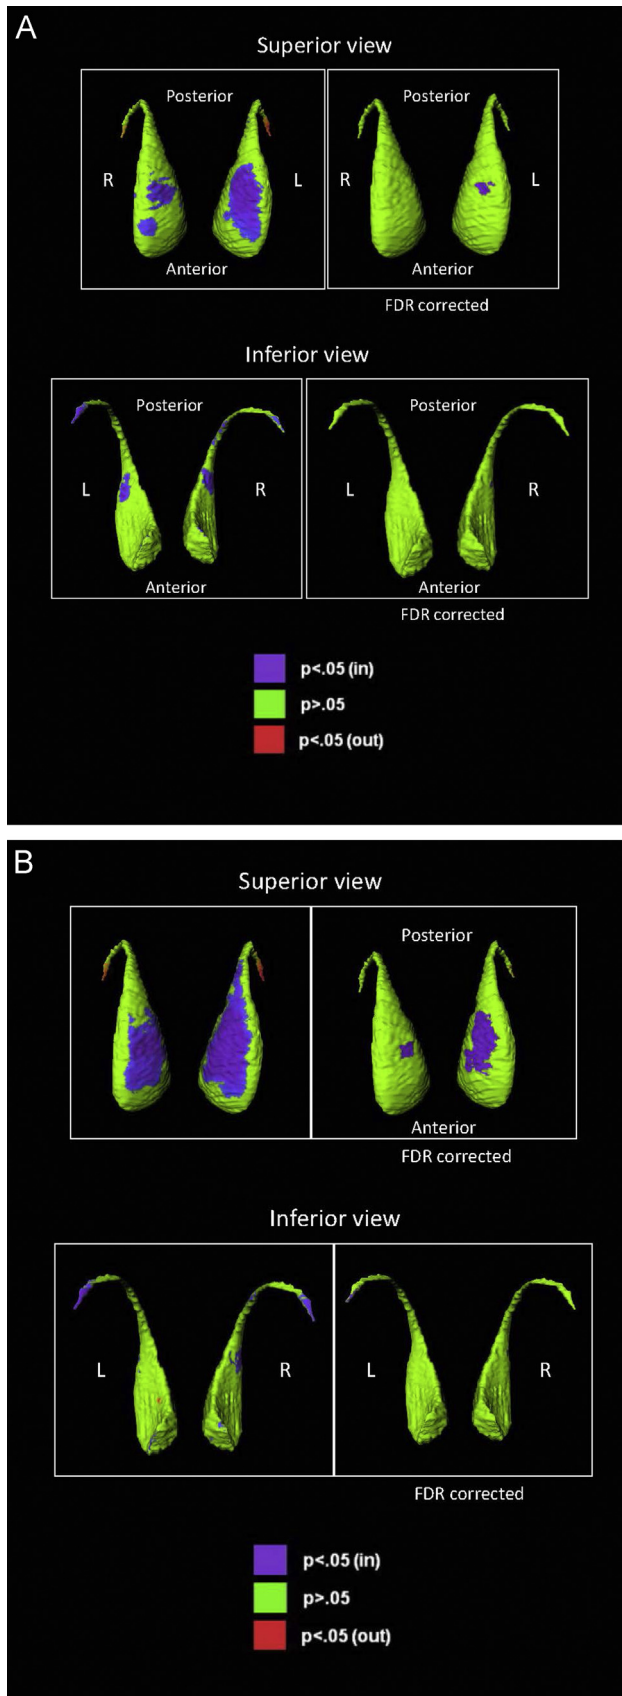 A
Superior view
Posterior
Posterior
R
L
R
L
Anterior
Anterior
FDR corrected
Inferior view
Posterior
Posterior
L
R
L
R
Anterior
Anterior
FDR corrected
p<.05 (in)
p>.05
p<.05 (out)
B
Superior view
Posterior
Anterior
FDR corrected
Inferior view
L
R
L
R
FDR corrected
p<.05 (in)
p>.05
p<.05 (out)